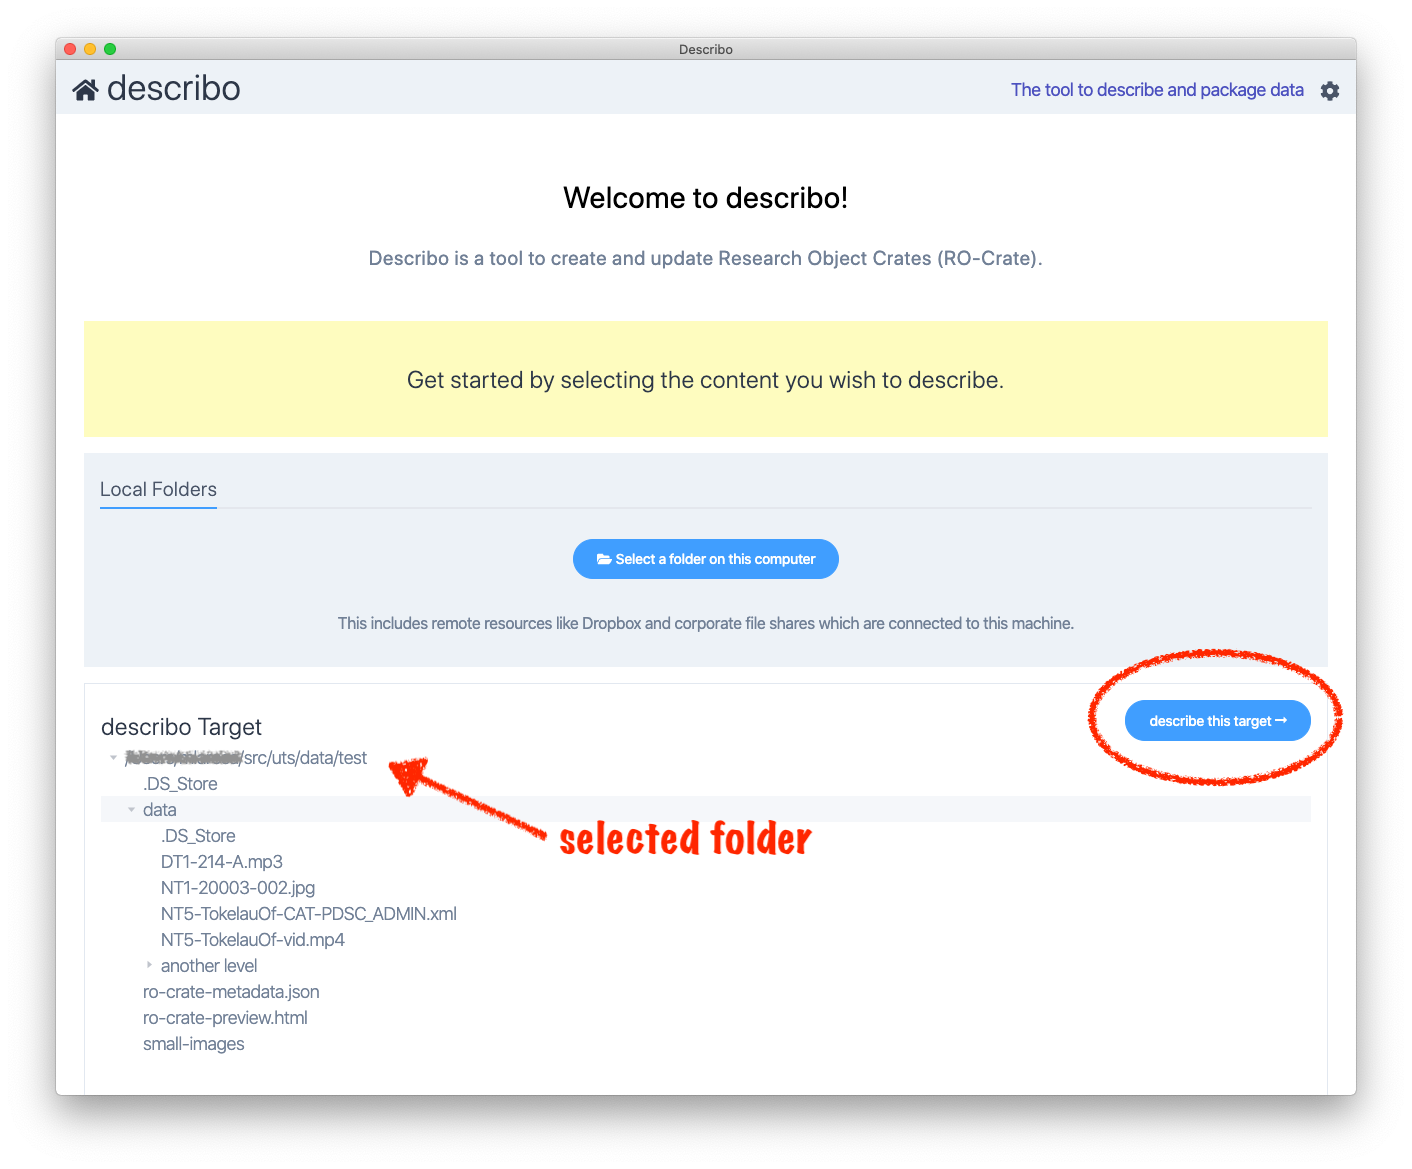 Describo
describo
The tool to describe and package data
Welcome to describo!
Describo is a tool to create and update Research Object Crates (RO-Crate).
Get started by selecting the content you wish to describe.
Local Folders
Select a folder on this computer
This includes remote resources like Dropbox and corporate file shares which are connected to this machine.
describe this target →
describo Target
/src/uts/data/test
.DS_Store
data
selected folder
.DS_Store
DT1-214-A.mp3
NT1-20003-002.jpg
NT5-TokelauOf-CAT-PDSC_ADMIN.xml
NT5-TokelauOf-vid.mp4
another level
ro-crate-metadata.json
ro-crate-preview.html
small-images